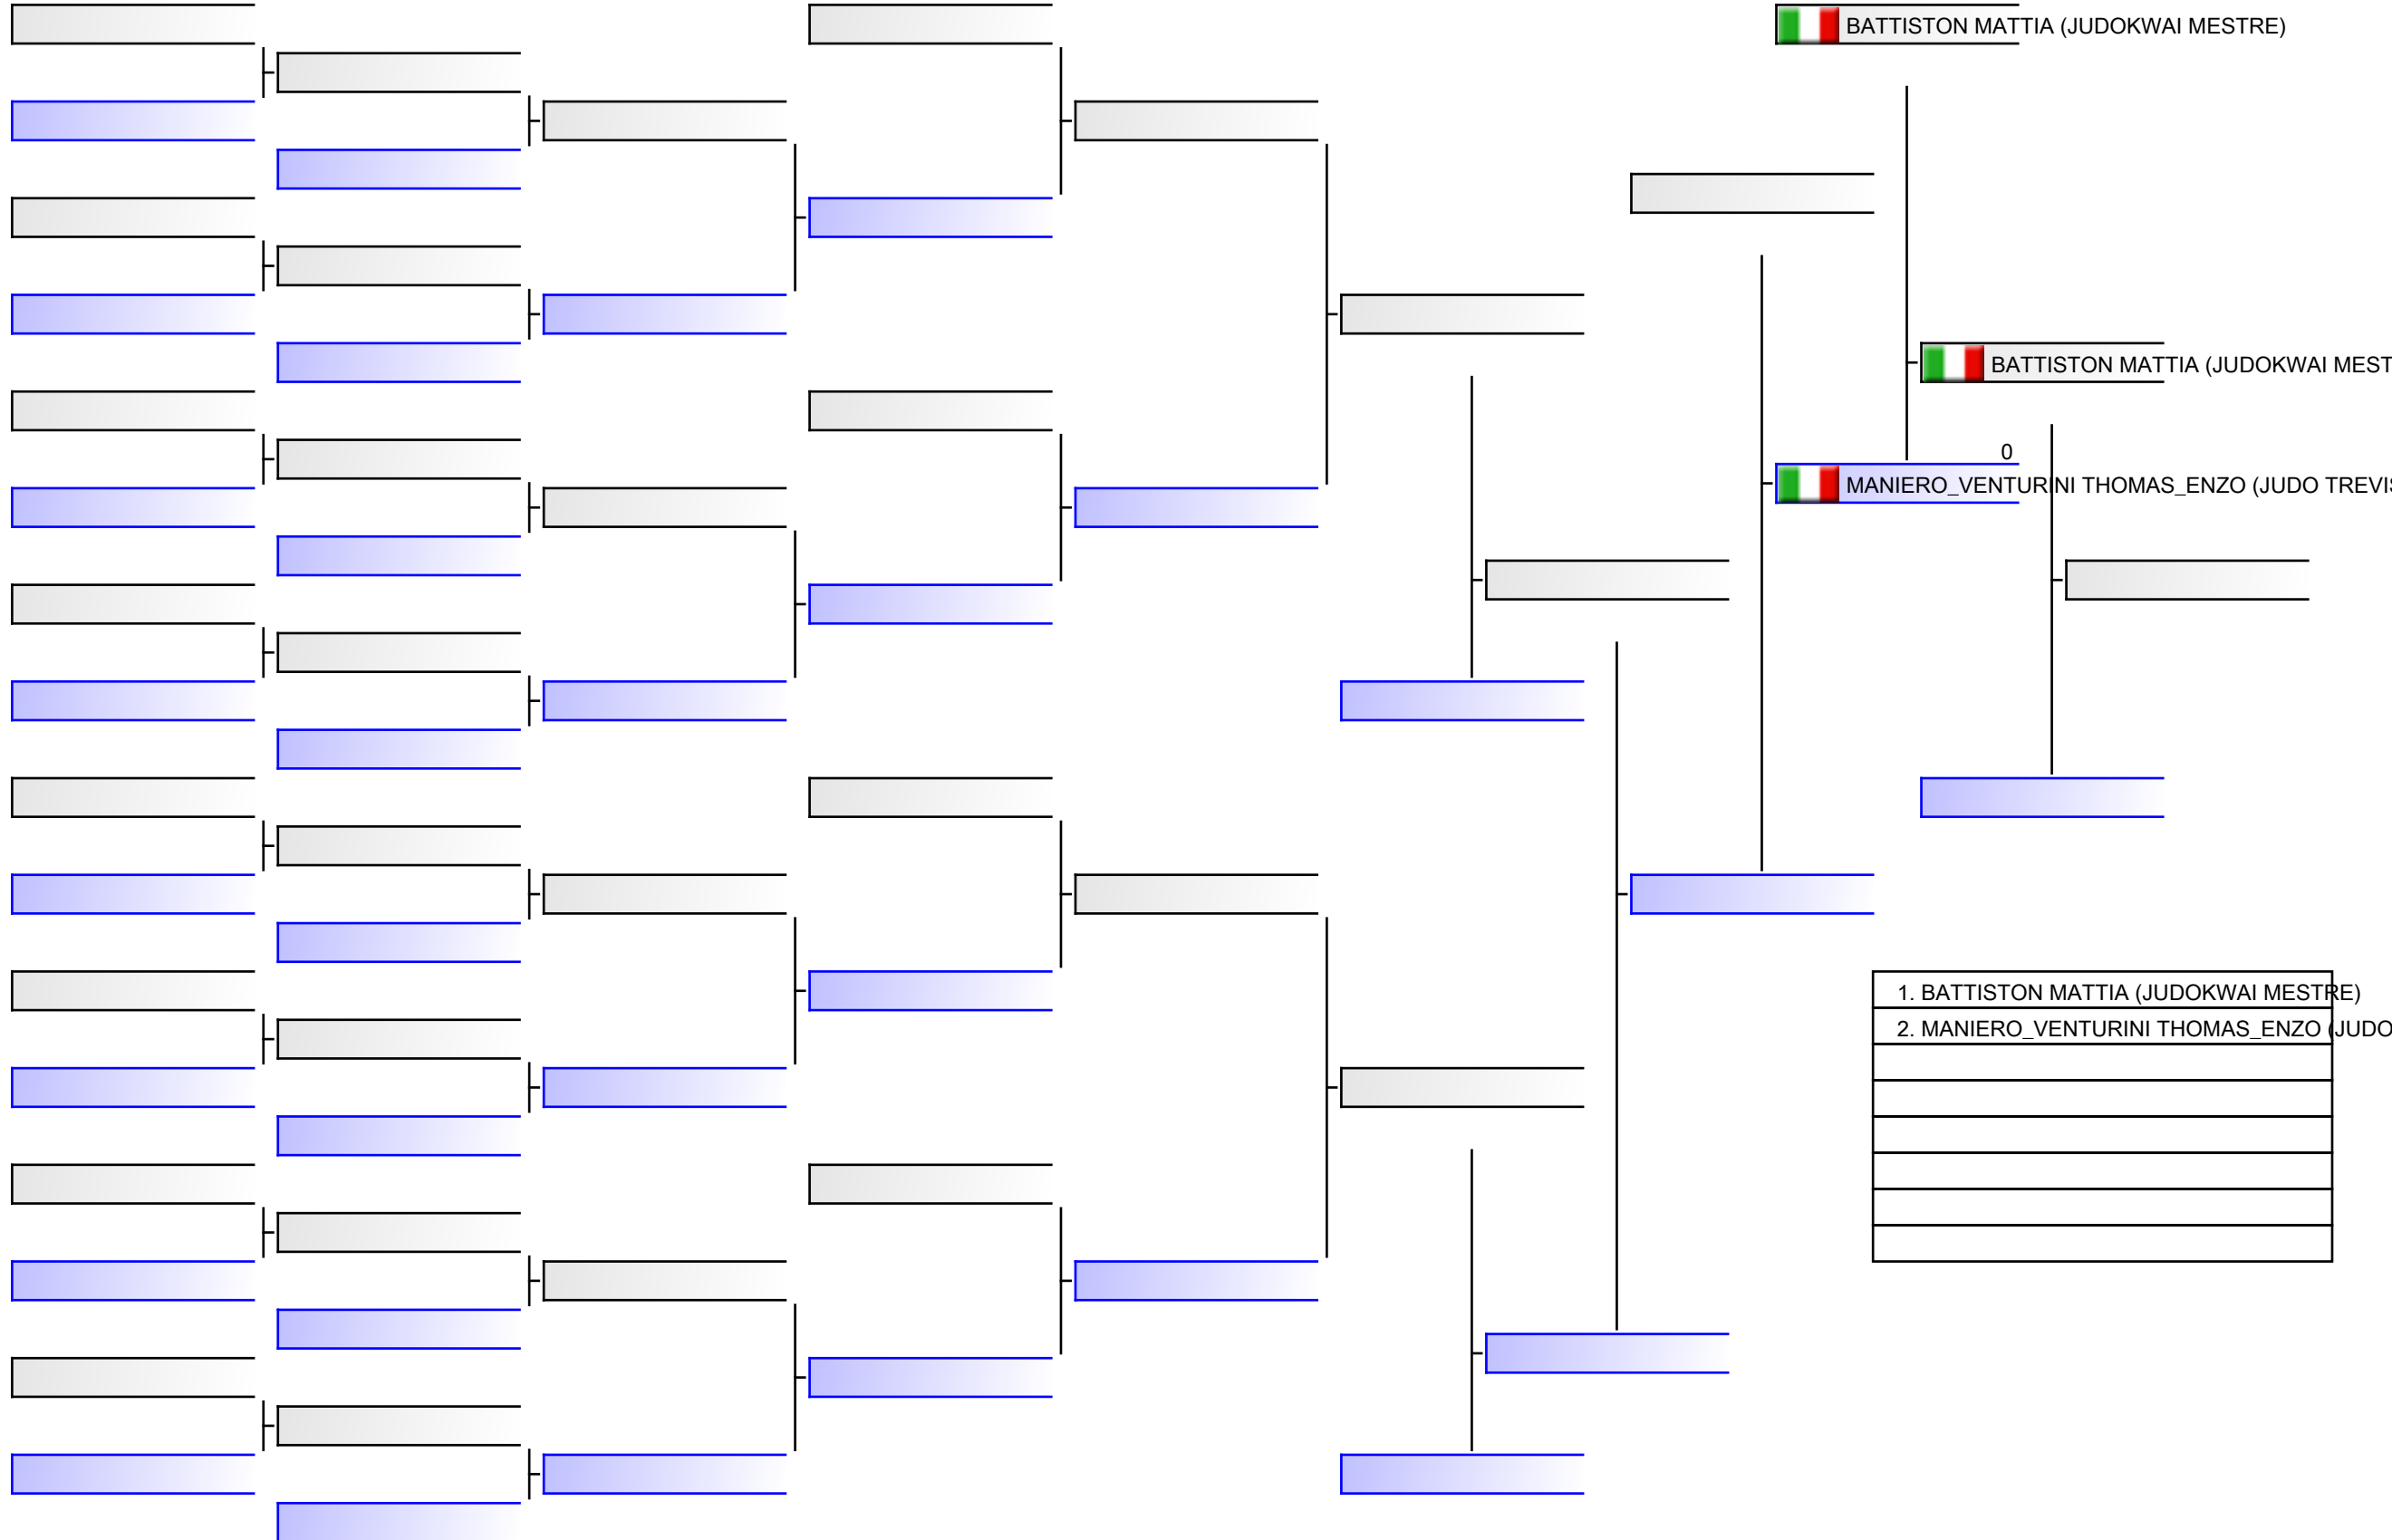 BATTISTON MATTIA (JUDOKWAI MESTRE)
BATTISTON MATTIA (JUDOKWAI MEST
0
MANIERO_VENTURINI THOMAS_ENZO (JUDO TREVIS
1. BATTISTON MATTIA (JUDOKWAI MESTRE)
2. MANIERO_VENTURINI THOMAS_ENZO (JUDO